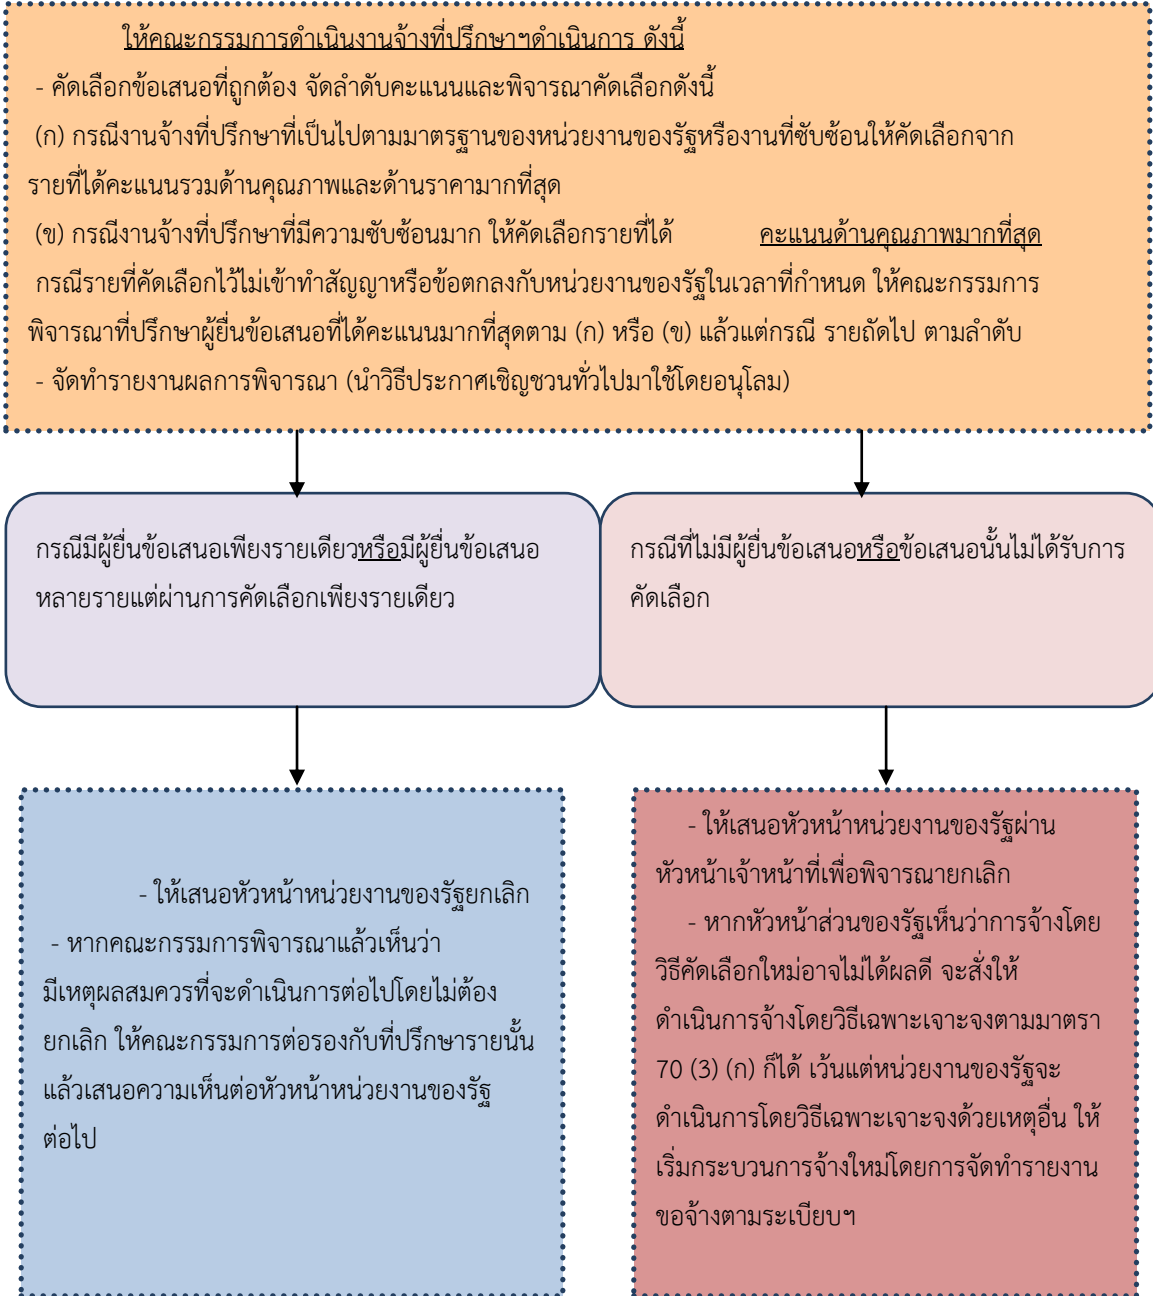 ให้คณะกรรมการดำเนินงานจ้างที่ปรึกษาฯดำเนินการ ดังนี้
- คัดเลือกข้อเสนอที่ถูกต้อง จัดลำดับคะแนนและพิจารณาคัดเลือกดังนี้
(ก) กรณีงานจ้างที่ปรึกษาที่เป็นไปตามมาตรฐานของหน่วยงานของรัฐหรืองานที่ซับซ้อนให้คัดเลือกจาก
รายที่ได้คะแนนรวมด้านคุณภาพและด้านราคามากที่สุด
(ข) กรณีงานจ้างที่ปรึกษาที่มีความซับซ้อนมาก ให้คัดเลือกรายที่ได้ คะแนนด้านคุณภาพมากที่สุด
กรณีรายที่คัดเลือกไว้ไม่เข้าทำสัญญาหรือข้อตกลงกับหน่วยงานของรัฐในเวลาที่กำหนด ให้คณะกรรมการ
พิจารณาที่ปรึกษาผู้ยื่นข้อเสนอที่ได้คะแนนมากที่สุดตาม (ก) หรือ (ข) แล้วแต่กรณี รายถัดไป ตามลำดับ
- จัดทำรายงานผลการพิจารณา (นำวิธีประกาศเชิญชวนทั่วไปมาใช้โดยอนุโลม)
กรณีมีผู้ยื่นข้อเสนอเพียงรายเดียวหรือมีผู้ยื่นข้อเสนอ
หลายรายแต่ผ่านการคัดเลือกเพียงรายเดียว
กรณีที่ไม่มีผู้ยื่นข้อเสนอหรือข้อเสนอนั้นไม่ได้รับการ
คัดเลือก
- ให้เสนอหัวหน้าหน่วยงานของรัฐยกเลิก
- หากคณะกรรมการพิจารณาแล้วเห็นว่า
มีเหตุผลสมควรที่จะดำเนินการต่อไปโดยไม่ต้อง
ยกเลิก ให้คณะกรรมการต่อรองกับที่ปรึกษารายนั้น
แล้วเสนอความเห็นต่อหัวหน้าหน่วยงานของรัฐ
ต่อไป
- ให้เสนอหัวหน้าหน่วยงานของรัฐผ่าน
หัวหน้าเจ้าหน้าที่เพื่อพิจารณายกเลิก
- หากหัวหน้าส่วนของรัฐเห็นว่าการจ้างโดย
วิธีคัดเลือกใหม่อาจไม่ได้ผลดี จะสั่งให้
ดำเนินการจ้างโดยวิธีเฉพาะเจาะจงตามมาตรา
70 (3) (ก) ก็ได้ เว้นแต่หน่วยงานของรัฐจะ
ดำเนินการโดยวิธีเฉพาะเจาะจงด้วยเหตุอื่น ให้
เริ่มกระบวนการจ้างใหม่โดยการจัดทำรายงาน
ขอจ้างตามระเบียบฯ